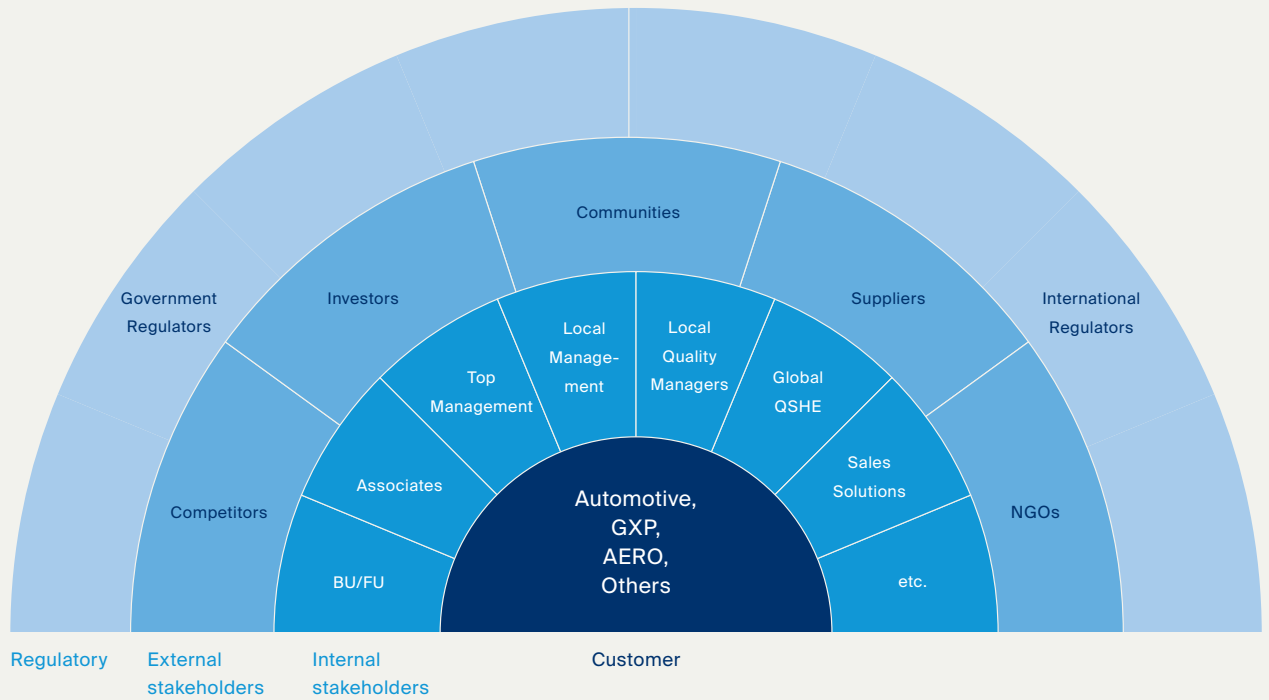 Communities
Government
Regulators
Investors
Suppliers
International
Regulators
Local
Manage-
ment
Local
Quality
Managers
Top
Management
Global
QSHE
Associates
Sales
Solutions
Competitors
NGOs
BU/FU
etc.
Automotive,
GXP,
AERO,
Others
Regulatory
External
stakeholders
Internal
stakeholders
Customer